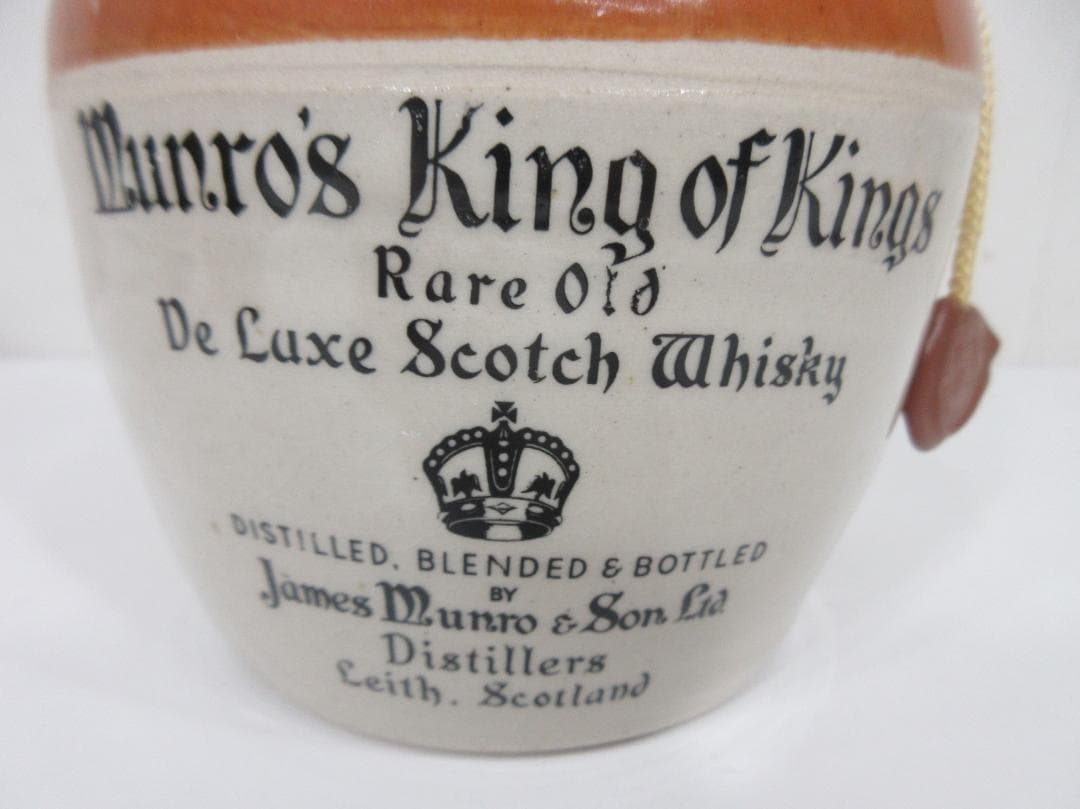 Munro's King of Kings
Rare Old
De Luxe Scotch Whisky
DISTILLED, BLENDED & BOTTLED
BY
James Munro & Son Ltd
Distillers
Leith. Scotland